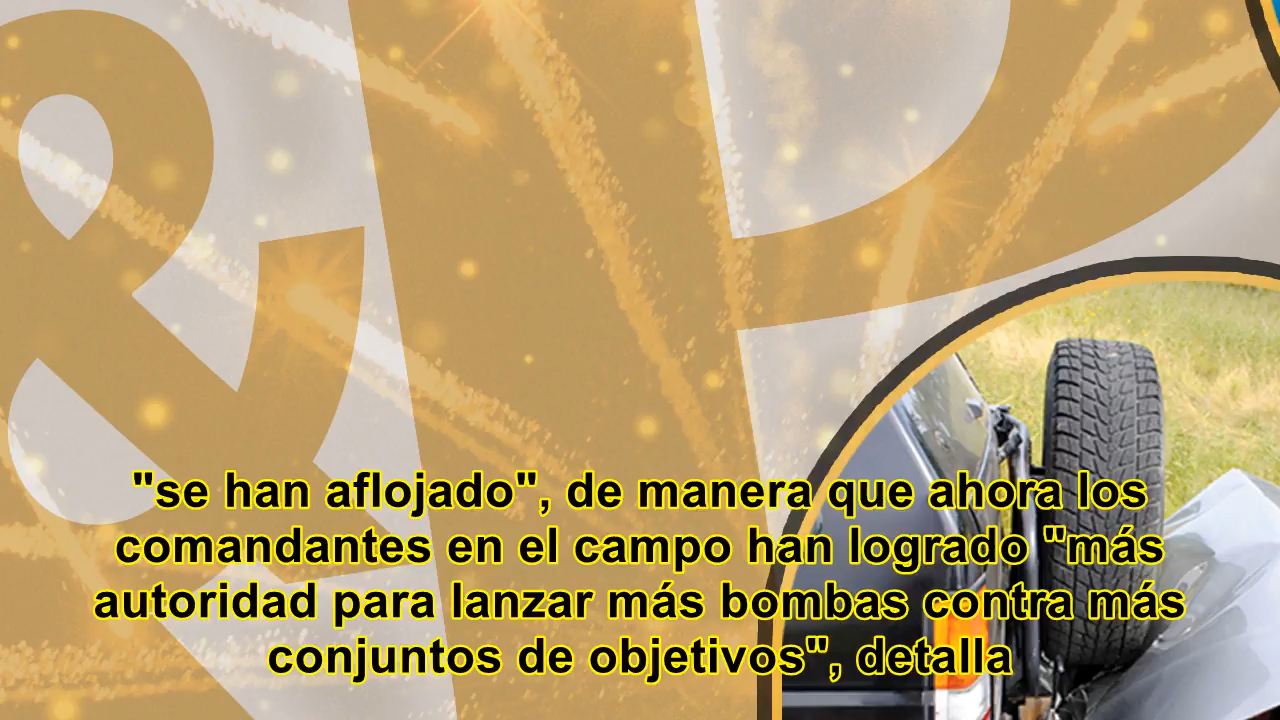 &P
"se han aflojado", de manera que ahora los
comandantes en el campo han logrado "más
autoridad para lanzar más bombas contra más
conjuntos de objetivos", detalla